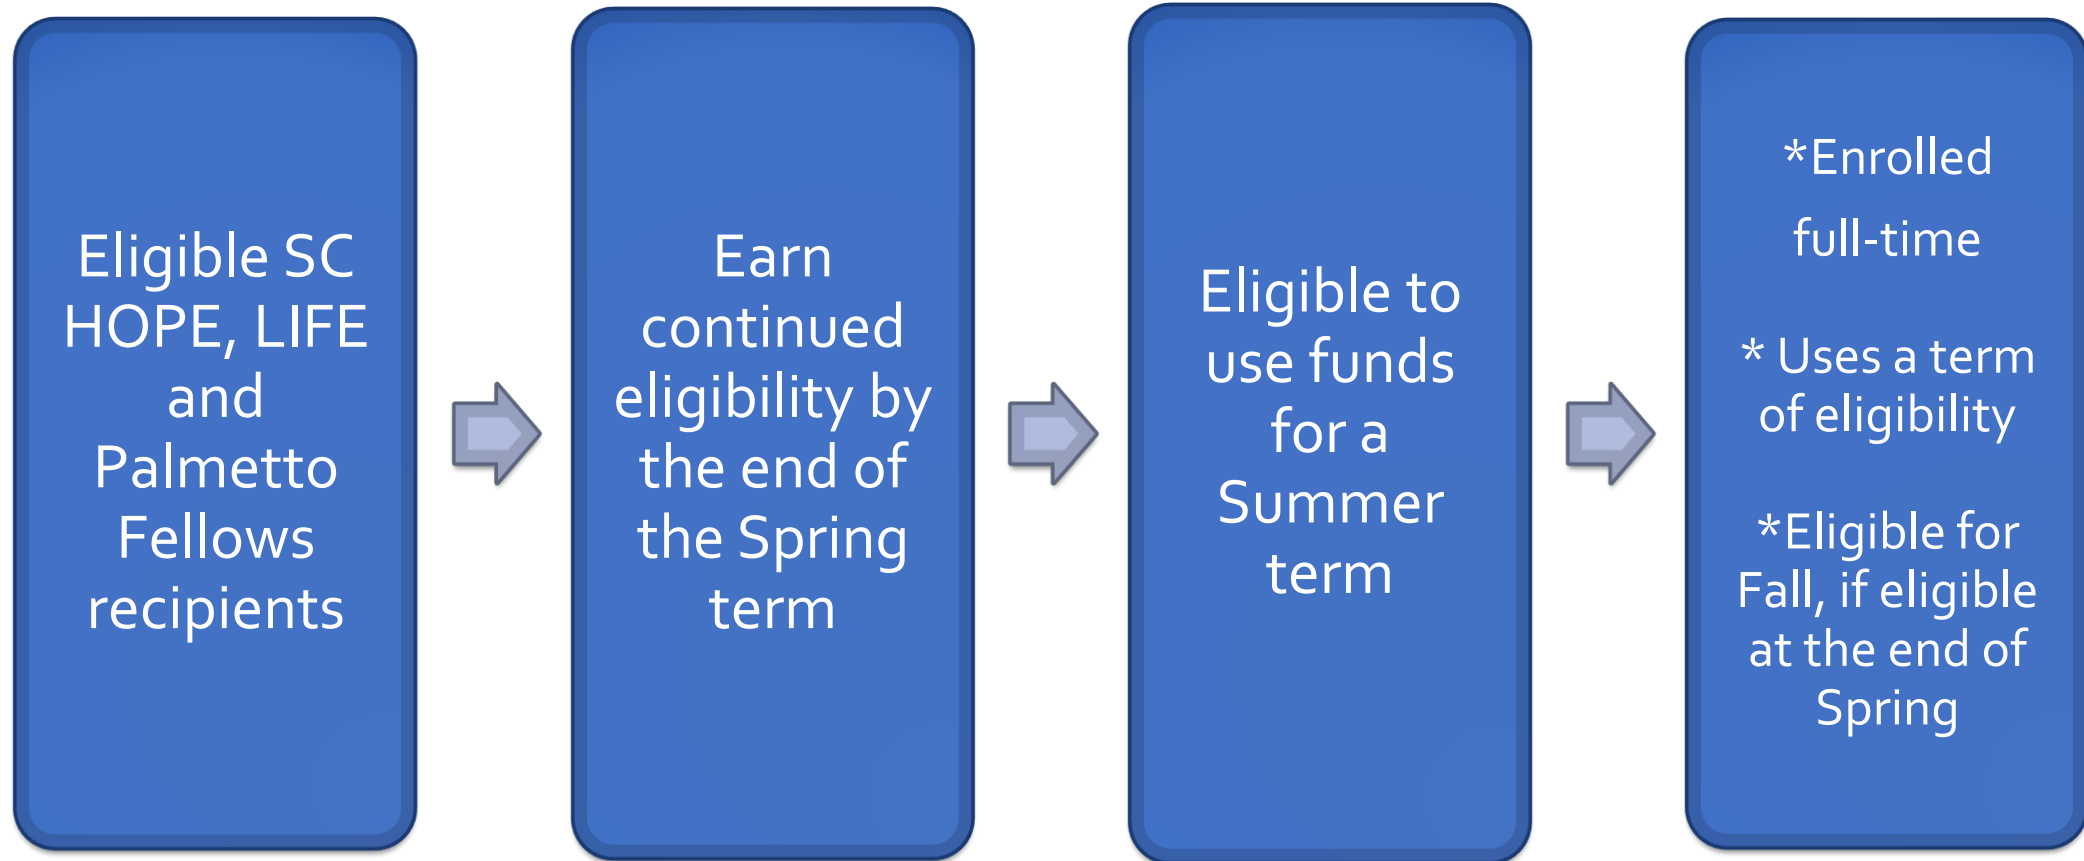 Eligible SC
HOPE, LIFE
and
Palmetto
Fellows
recipients
Earn
continued
eligibility by
the end of
the Spring
term
Eligible to
use funds
for a
Summer
term
*Enrolled
full-time
* Uses a term
of eligibility
*Eligible for
Fall, if eligible
at the end of
Spring